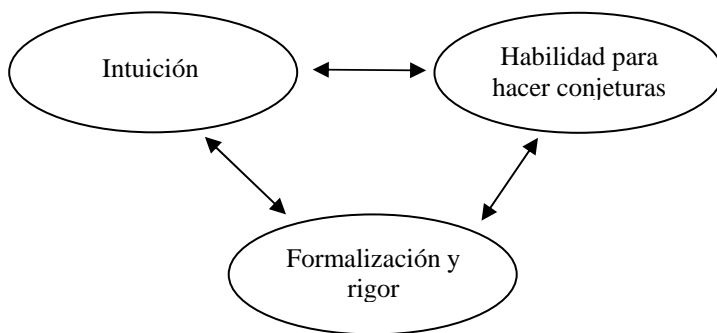 Intuición
Habilidad para
hacer conjeturas
Formalización y
rigor